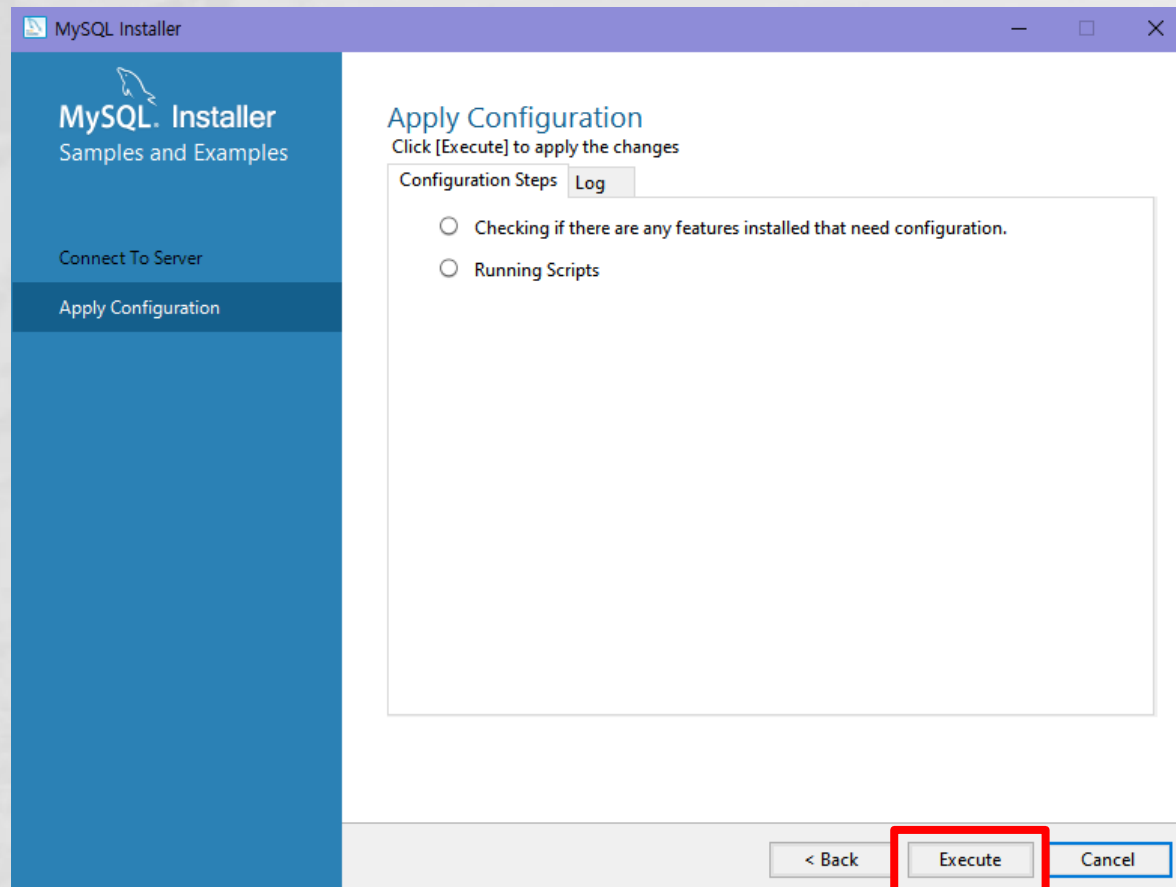 MySQL Installer
MySQL. Installer
Samples and Examples
Connect To Server
Apply Configuration
Apply Configuration
Click [Execute] to apply the changes
Configuration Steps
Log
Checking if there are any features installed that need configuration.
Running Scripts
< Back
Execute
Cancel